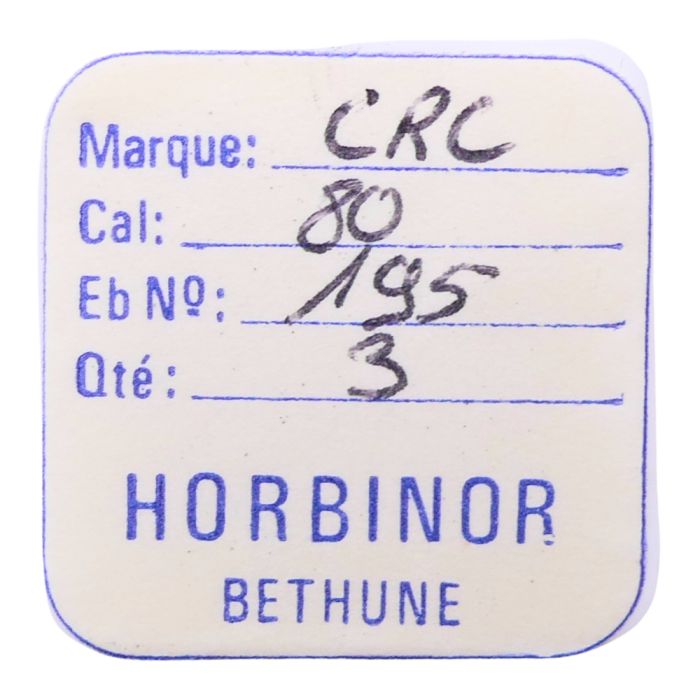 Marque: CRC
Cal: 80
Eb Nº: 195
Qté: 3
HORBINOR
BETHUNE